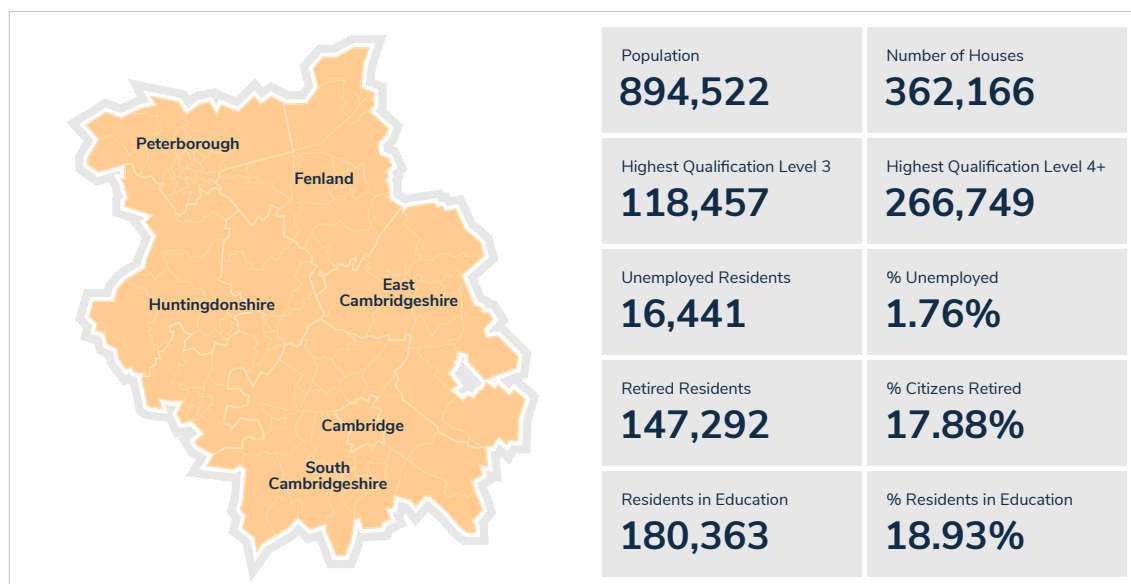 Peterborough
Fenland
East
Cambridgeshire
Huntingdonshire
Cambridge
South
Cambridgeshire
Population
894,522
Number of Houses
362,166
Highest Qualification Level 3
118,457
Highest Qualification Level 4+
266,749
Unemployed Residents
16,441
% Unemployed
1.76%
Retired Residents
147,292
% Citizens Retired
17.88%
Residents in Education
180,363
% Residents in Education
18.93%